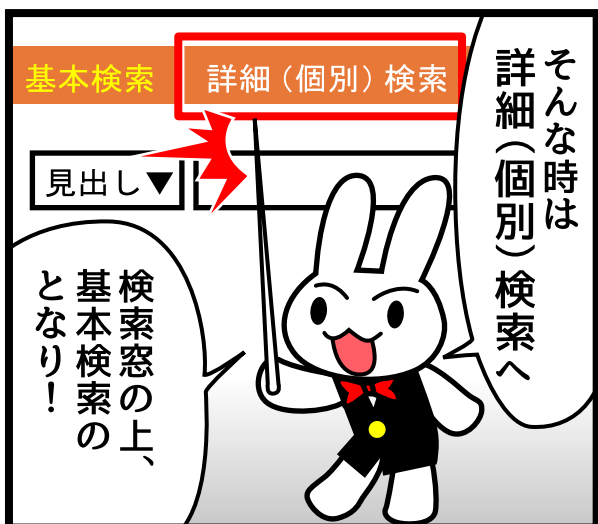 基本検索
詳細（個別）検索
見出し▼
そんな時は
詳細（個別）検索へ
検索窓の上、
基本検索の
となり！